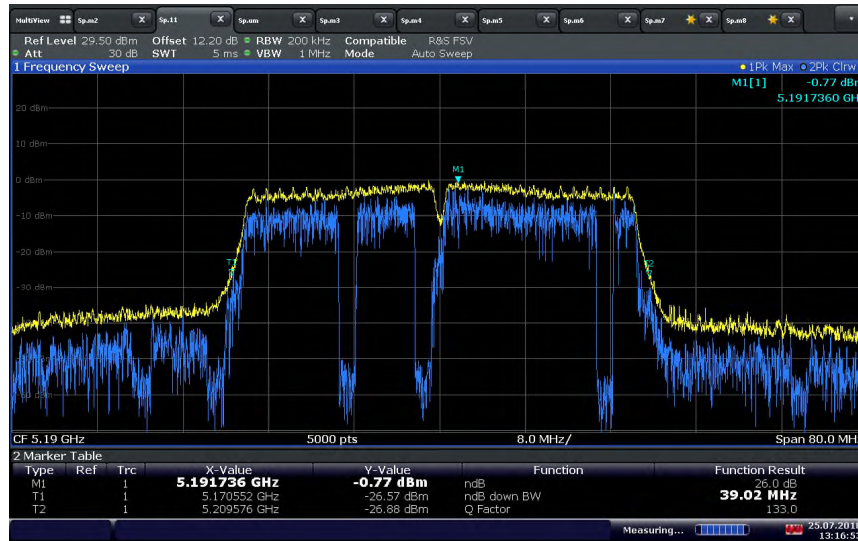 MultiView Sp.m2 X Sp.11 X Sp.um X Sp.m3 X Sp.m4 X Sp.m5 X Sp.m6 X Sp.m7 X Sp.m8 X
Ref Level 29.50 dBm Offset 12.20 dB RBW 200 kHz Compatible R&S FSV
Att 30 dB SWT 5 ms VBW 1 MHz Mode Auto Sweep
1 Frequency Sweep 1Pk Max 2Pk Clrw
M1[1] -0.77 dBm
5.1917360 GH
20 dBm
10 dBm
M1
0 dBm
-10 dBm
-20 dBm
T1
T2
-30 dBm
CF 5.19 GHz 5000 pts 8.0 MHz/ Span 80.0 MH
2 Marker Table
Type Ref Trc X-Value Y-Value Function Function Result
M1 1 5.191736 GHz -0.77 dBm ndB 26.0 dB
T1 1 5.170552 GHz -26.57 dBm ndB down BW 39.02 MHz
T2 1 5.209576 GHz -26.88 dBm Q Factor 133.0
Measuring... 25.07.201
13:16:5